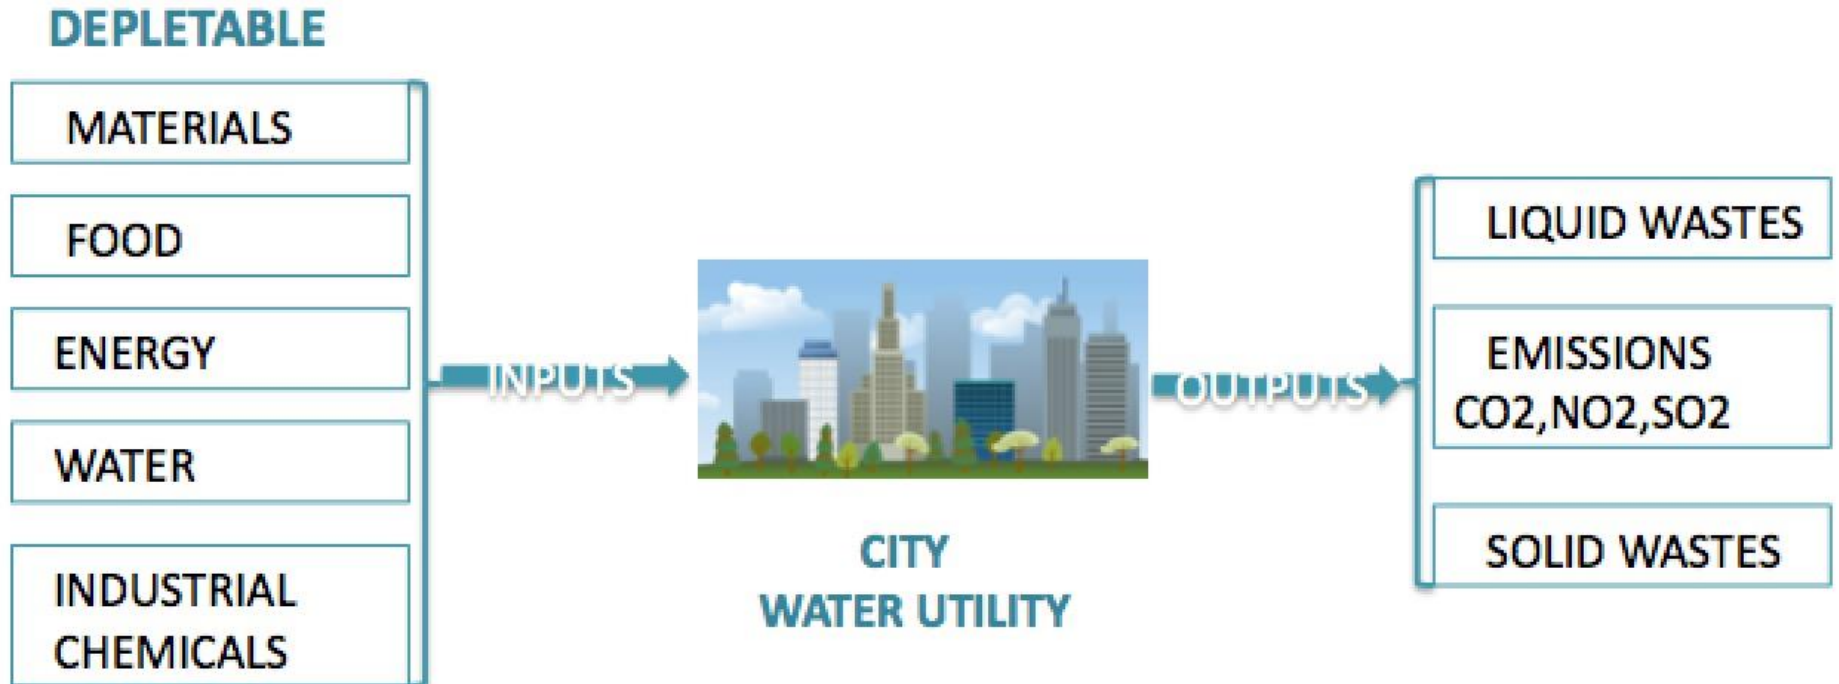 DEPLETABLE
MATERIALS
FOOD
ENERGY
WATER
INDUSTRIAL
CHEMICALS
INPUTS
CITY
WATER UTILITY
OUTPUTS
LIQUID WASTES
EMISSIONS
CO2,NO2,SO2
SOLID WASTES